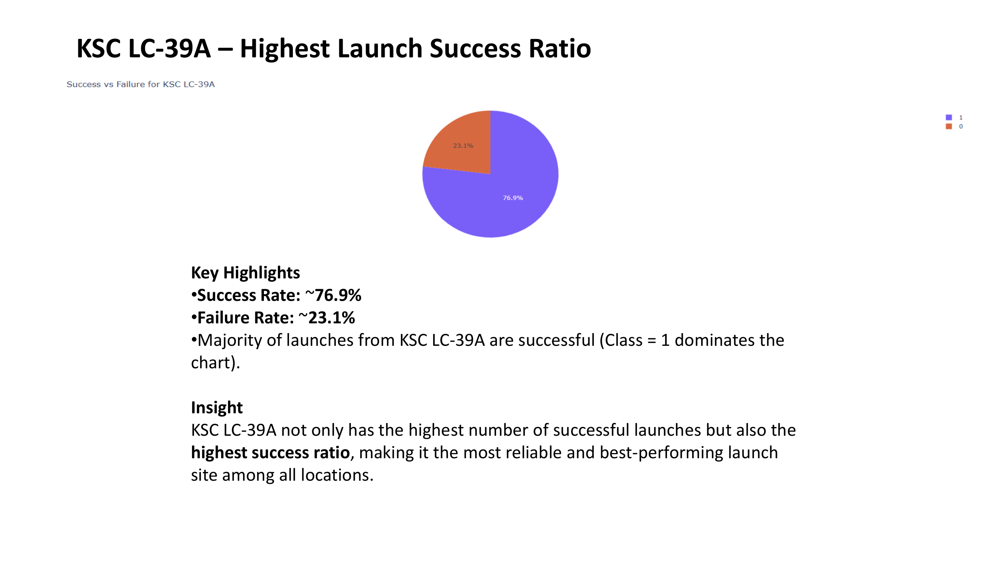 KSC LC-39A – Highest Launch Success Ratio
Success vs Failure for KSC LC-39A
1
0
23.1%
76.9%
Key Highlights
•Success Rate: ~76.9%
•Failure Rate: ~23.1%
•Majority of launches from KSC LC-39A are successful (Class = 1 dominates the
chart).
Insight
KSC LC-39A not only has the highest number of successful launches but also the
highest success ratio, making it the most reliable and best-performing launch
site among all locations.